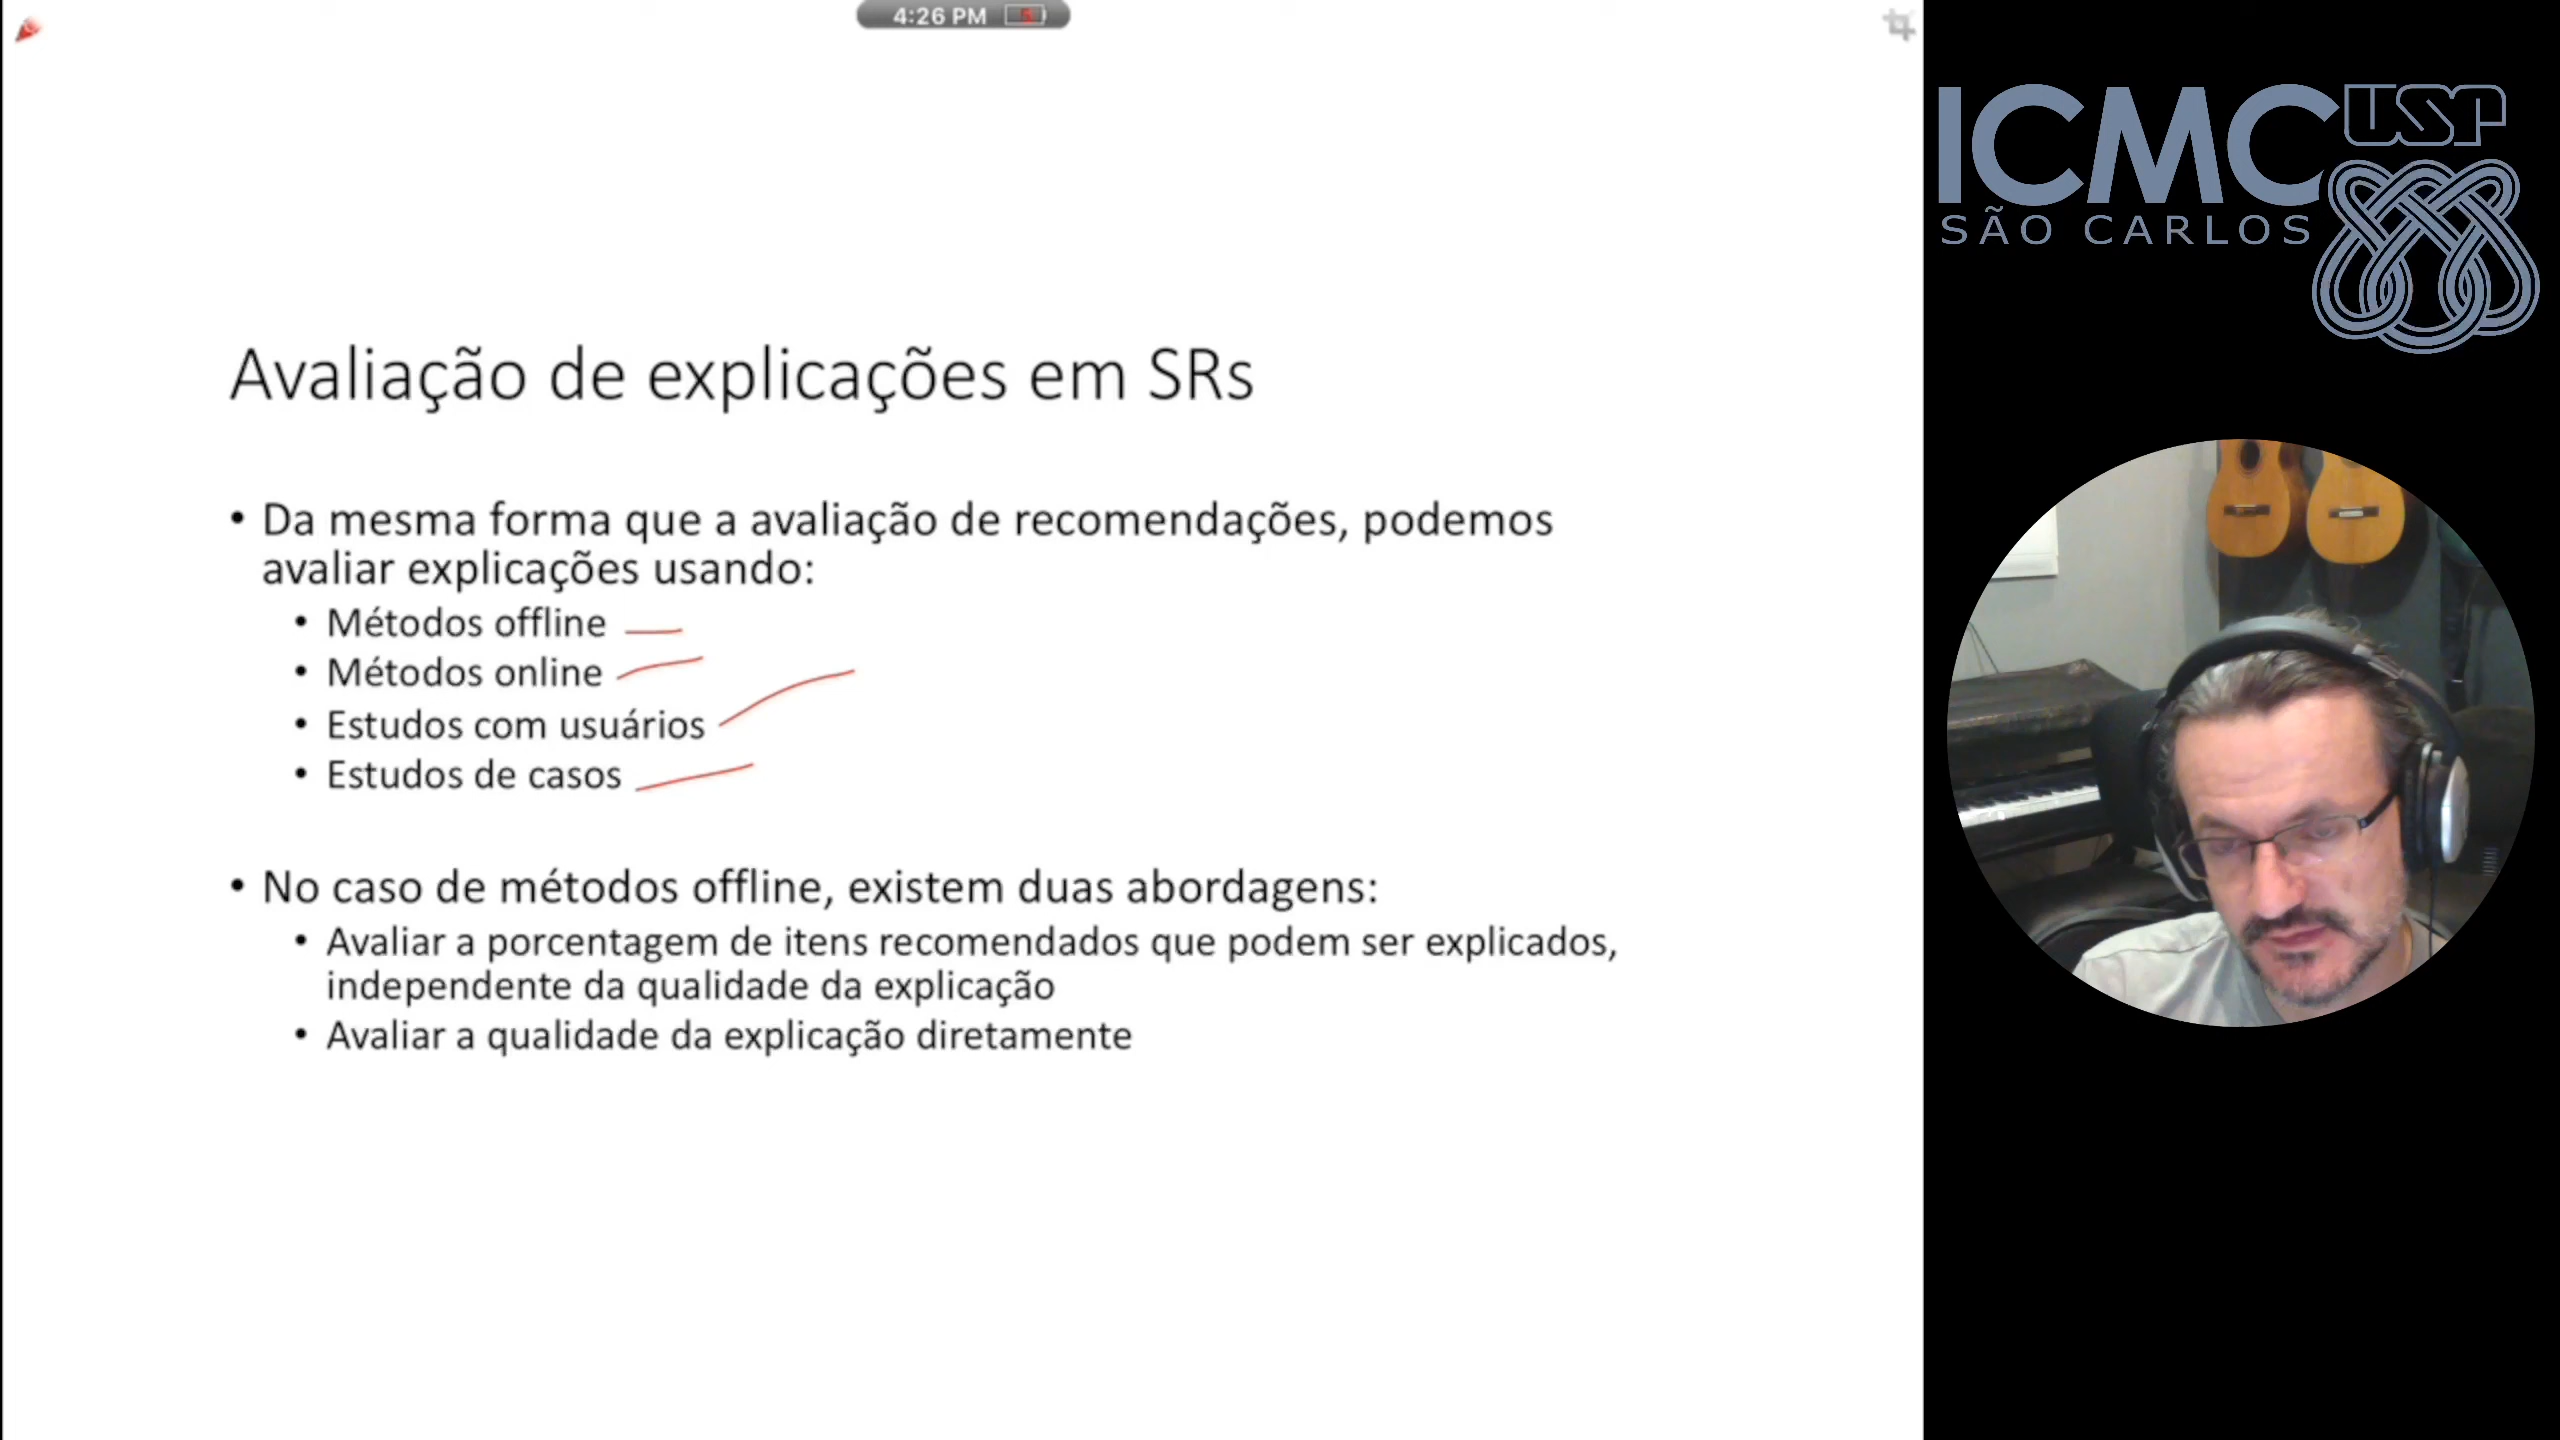 4:26 PM
Avaliação de explicações em SRs
• Da mesma forma que a avaliação de recomendações, podemos
avaliar explicações usando:
• Métodos offline
• Métodos online
• Estudos com usuários
• Estudos de casos
• No caso de métodos offline, existem duas abordagens:
• Avaliar a porcentagem de itens recomendados que podem ser explicados,
independente da qualidade da explicação
• Avaliar a qualidade da explicação diretamente
ICMC USP
SÃO CARLOS